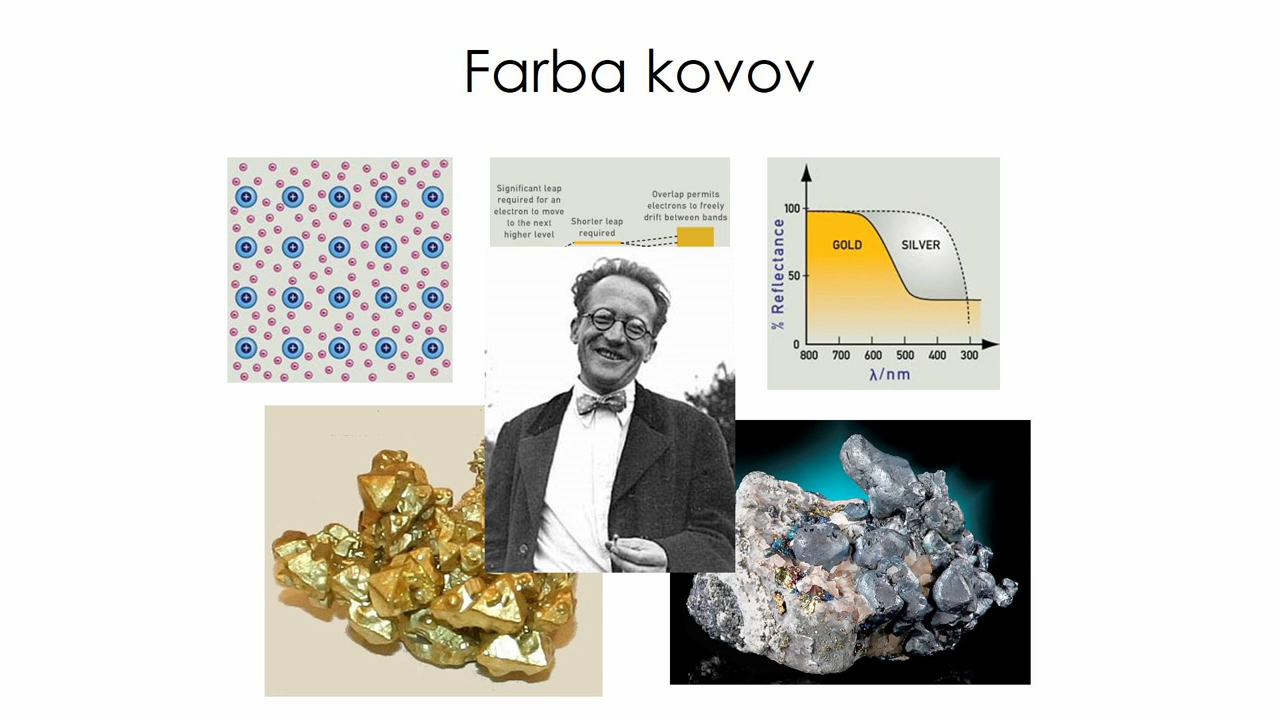 Farba kovov
Significant leap
required for an
electron to move
to the next
higher level
Shorter leap
required
Overlap permits
electrons to freely
drift between bands
% Reflectance
100
50
0
GOLD
SILVER
800 700 600 500 400 300
λ/nm